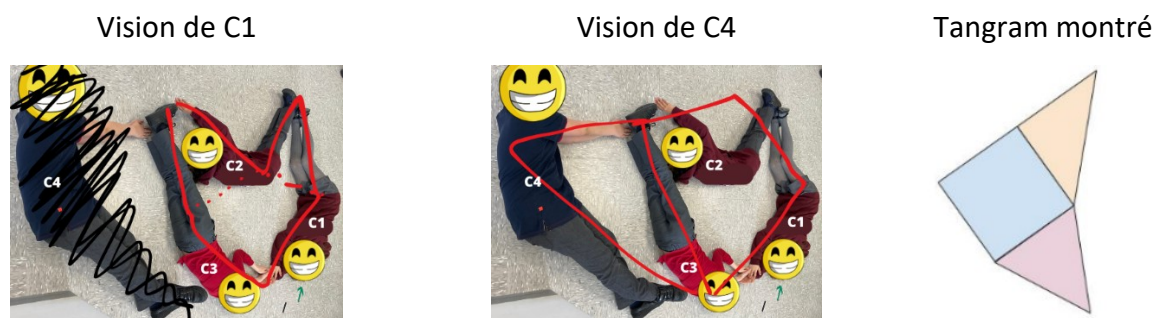 Vision de C1
Vision de C4
Tangram montré
C4
C2
C1
C3
C4
C2
C1
C3